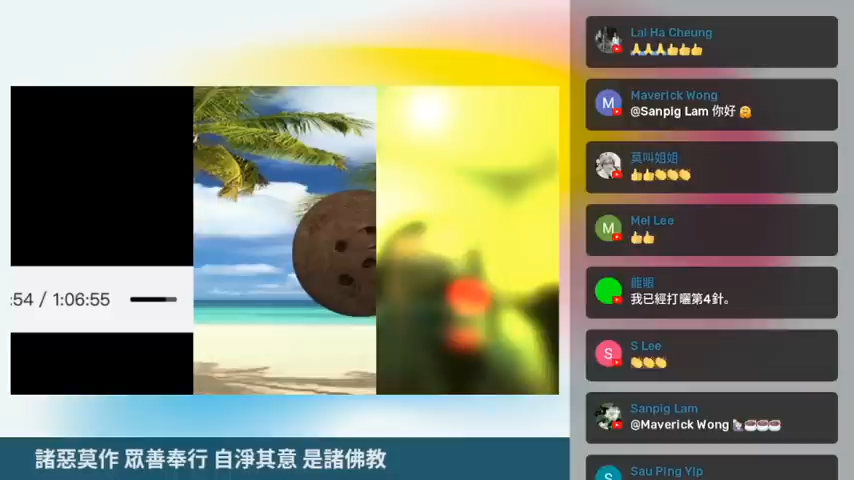 :54 / 1:06:55
諸惡莫作 眾善奉行 自淨其意 是諸佛教
Lai Ha Cheung
🙏🙏🙏👍👍👍
M
Maverick Wong
@Sanpig Lam 你好 🤗
莫叫姐姐
👍👍👏👏👏
M
Mei Lee
👍👍
龍眼
我已經打曬第4針。
S
S Lee
👏👏👏
Sanpig Lam
@Maverick Wong 🙋🏻‍♀️☕☕☕
S
Sau Ping Yip